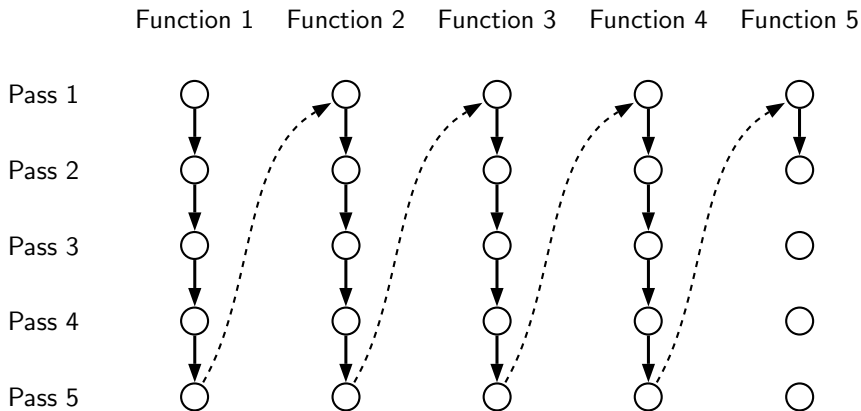 Function 1 Function 2 Function 3 Function 4 Function 5
Pass 1
Pass 2
Pass 3
Pass 4
Pass 5